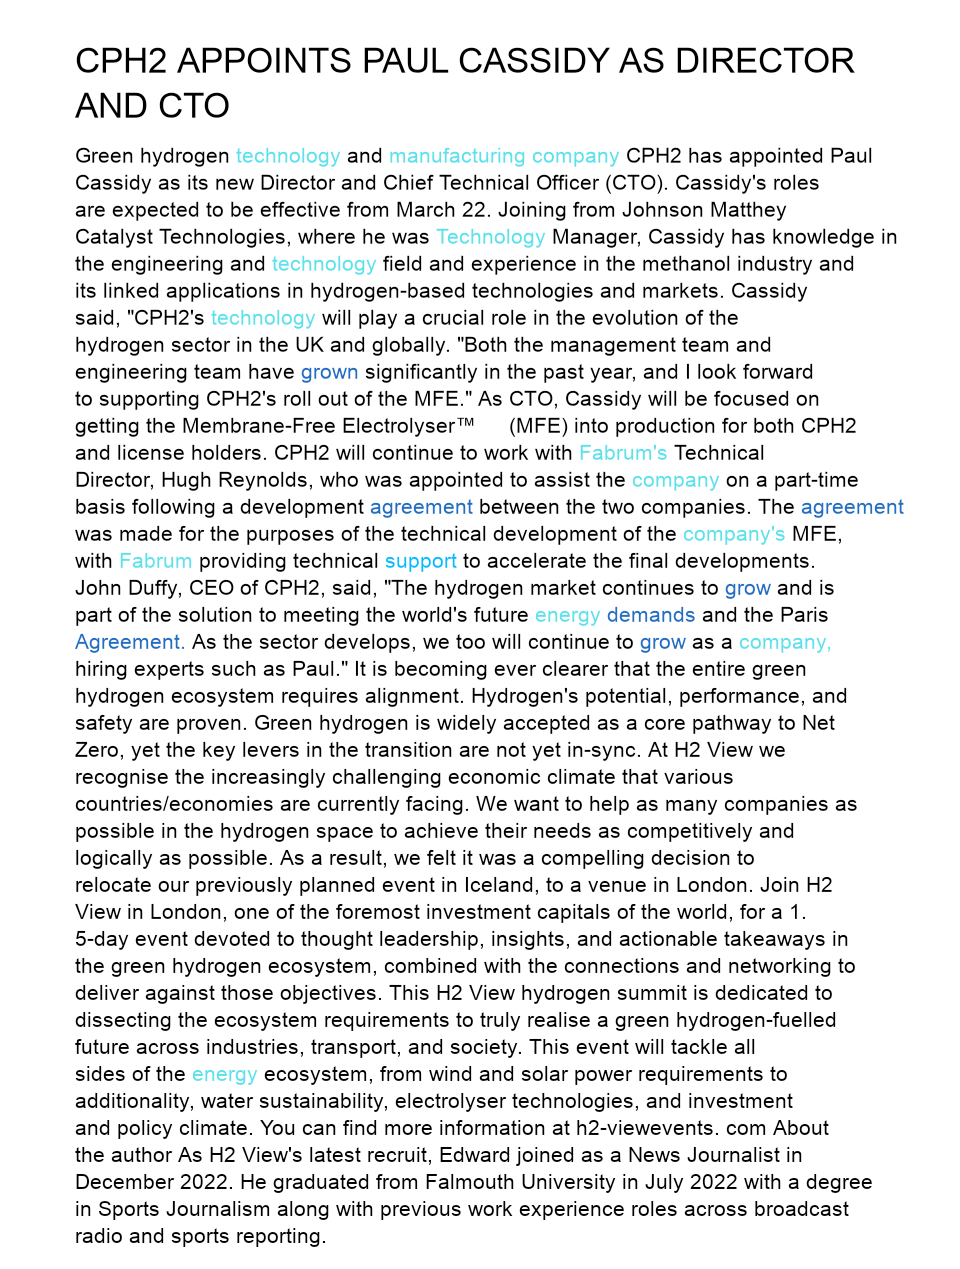 CPH2 APPOINTS PAUL CASSIDY AS DIRECTOR
AND CTO
Green hydrogen technology and manufacturing company CPH2 has appointed Paul
Cassidy as its new Director and Chief Technical Officer (CTO). Cassidy's roles
are expected to be effective from March 22. Joining from Johnson Matthey
Catalyst Technologies, where he was Technology Manager, Cassidy has knowledge in
the engineering and technology field and experience in the methanol industry and
its linked applications in hydrogen-based technologies and markets. Cassidy
said, "CPH2's technology will play a crucial role in the evolution of the
hydrogen sector in the UK and globally. "Both the management team and
engineering team have grown significantly in the past year, and I look forward
to supporting CPH2's roll out of the MFE." As CTO, Cassidy will be focused on
getting the Membrane-Free Electrolyser™ (MFE) into production for both CPH2
and license holders. CPH2 will continue to work with Fabrum's Technical
Director, Hugh Reynolds, who was appointed to assist the company on a part-time
basis following a development agreement between the two companies. The agreement
was made for the purposes of the technical development of the company's MFE,
with Fabrum providing technical support to accelerate the final developments.
John Duffy, CEO of CPH2, said, "The hydrogen market continues to grow and is
part of the solution to meeting the world's future energy demands and the Paris
Agreement. As the sector develops, we too will continue to grow as a company,
hiring experts such as Paul." It is becoming ever clearer that the entire green
hydrogen ecosystem requires alignment. Hydrogen's potential, performance, and
safety are proven. Green hydrogen is widely accepted as a core pathway to Net
Zero, yet the key levers in the transition are not yet in-sync. At H2 View we
recognise the increasingly challenging economic climate that various
countries/economies are currently facing. We want to help as many companies as
possible in the hydrogen space to achieve their needs as competitively and
logically as possible. As a result, we felt it was a compelling decision to
relocate our previously planned event in Iceland, to a venue in London. Join H2
View in London, one of the foremost investment capitals of the world, for a 1.
5-day event devoted to thought leadership, insights, and actionable takeaways in
the green hydrogen ecosystem, combined with the connections and networking to
deliver against those objectives. This H2 View hydrogen summit is dedicated to
dissecting the ecosystem requirements to truly realise a green hydrogen-fuelled
future across industries, transport, and society. This event will tackle all
sides of the energy ecosystem, from wind and solar power requirements to
additionality, water sustainability, electrolyser technologies, and investment
and policy climate. You can find more information at h2-viewevents. com About
the author As H2 View's latest recruit, Edward joined as a News Journalist in
December 2022. He graduated from Falmouth University in July 2022 with a degree
in Sports Journalism along with previous work experience roles across broadcast
radio and sports reporting.